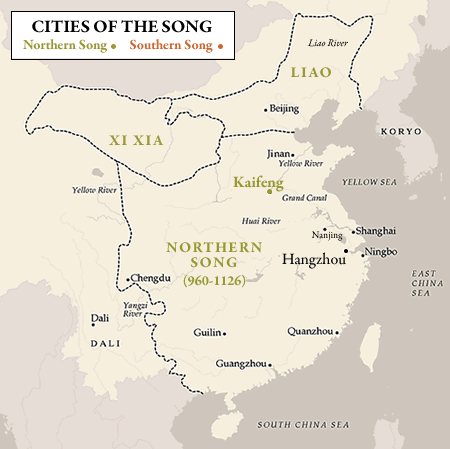 CITIES OF THE SONG
Northern Song
Southern Song
Liao River
LIAO
Beijing
KORYO
XI XIA
Jinan
Yellow River
Kaifeng
YELLOW SEA
Yellow River
Grand Canal
Huai River
Shanghai
Nanjing
NORTHERN
SONG
(960-1126)
Hangzhou
Ningbo
EAST
CHINA
SEA
Chengdu
Yangzi
River
Dali
DALI
Guilin
Quanzhou
Guangzhou
SOUTH CHINA SEA